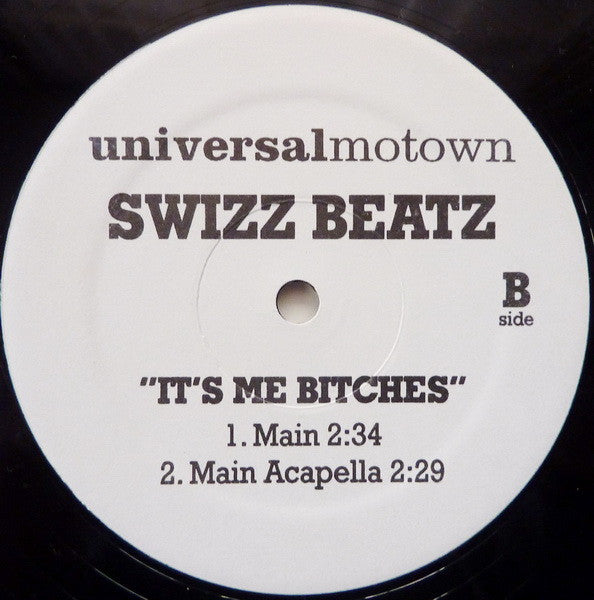 universalmotown
SWIZZ BEATZ
B
side
"IT'S ME BITCHES"
1. Main 2:34
2. Main Acapella 2:29